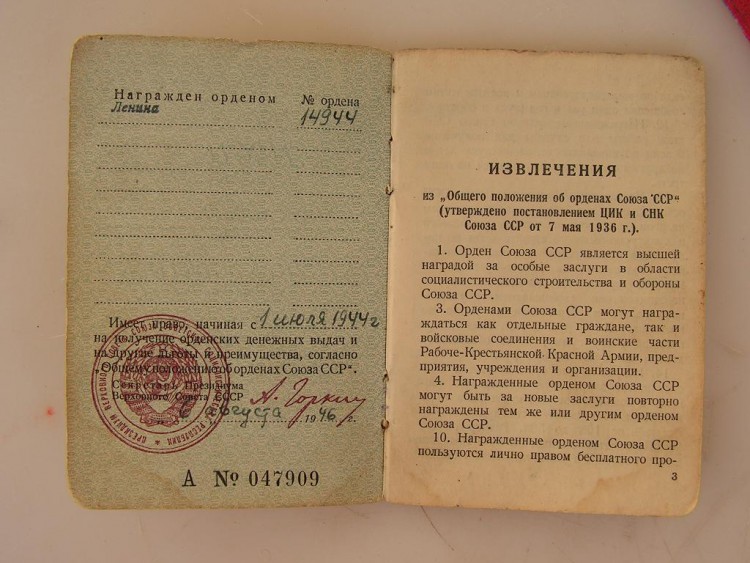 Награжден орденом
Ленина
№ ордена
14944
Имеет право, начиная с 1 июля 1944 г
на получение орденских денежных выдач и
на другие льготы и преимущества, согласно
„Общему положению об орденах Союза ССР“.
Секретарь Президиума
Верховного Совета СССР А. Горкин
августа 1946 г.
А № 047909
ИЗВЛЕЧЕНИЯ
из „Общего положения об орденах Союза ССР“
(утверждено постановлением ЦИК и СНК
Союза ССР от 7 мая 1936 г.).
1. Орден Союза ССР является высшей
наградой за особые заслуги в области
социалистического строительства и обороны
Союза ССР.
3. Орденами Союза ССР могут награ-
ждаться как отдельные граждане, так и
войсковые соединения и воинские части
Рабоче-Крестьянской Красной Армии, пред-
приятия, учреждения и организации.
4. Награжденные орденом Союза ССР
могут быть за новые заслуги повторно
награждены тем же или другим орденом
Союза ССР.
10. Награжденные орденом Союза ССР
пользуются лично правом бесплатного про-
3